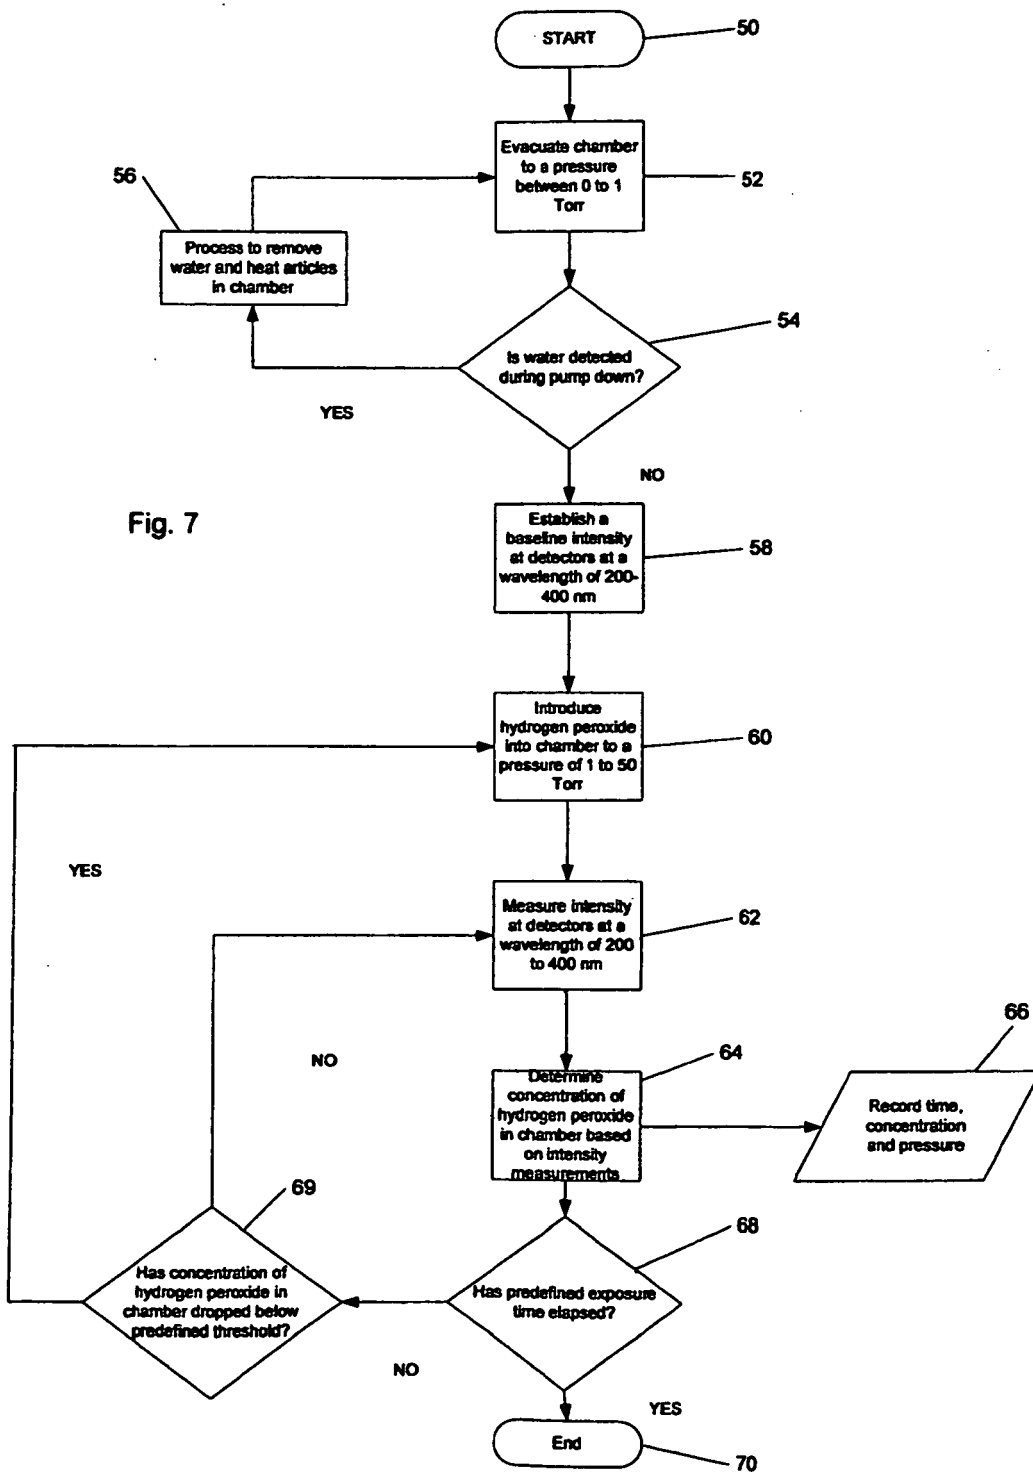 START
50
Evacuate chamber
to a pressure
between 0 to 1
Torr
52
56
Process to remove
water and heat articles
in chamber
54
Is water detected
during pump down?
YES
NO
Fig. 7
Establish a
baseline intensity
at detectors at a
wavelength of 200-
400 nm
58
Introduce
hydrogen peroxide
into chamber to a
pressure of 1 to 50
Torr
60
YES
Measure intensity
at detectors at a
wavelength of 200
to 400 nm
62
NO
64
Determine
concentration of
hydrogen peroxide
in chamber based
on intensity
measurements
66
Record time,
concentration
and pressure
69
Has concentration of
hydrogen peroxide in
chamber dropped below
predefined threshold?
68
Has predefined exposure
time elapsed?
NO
YES
End
70